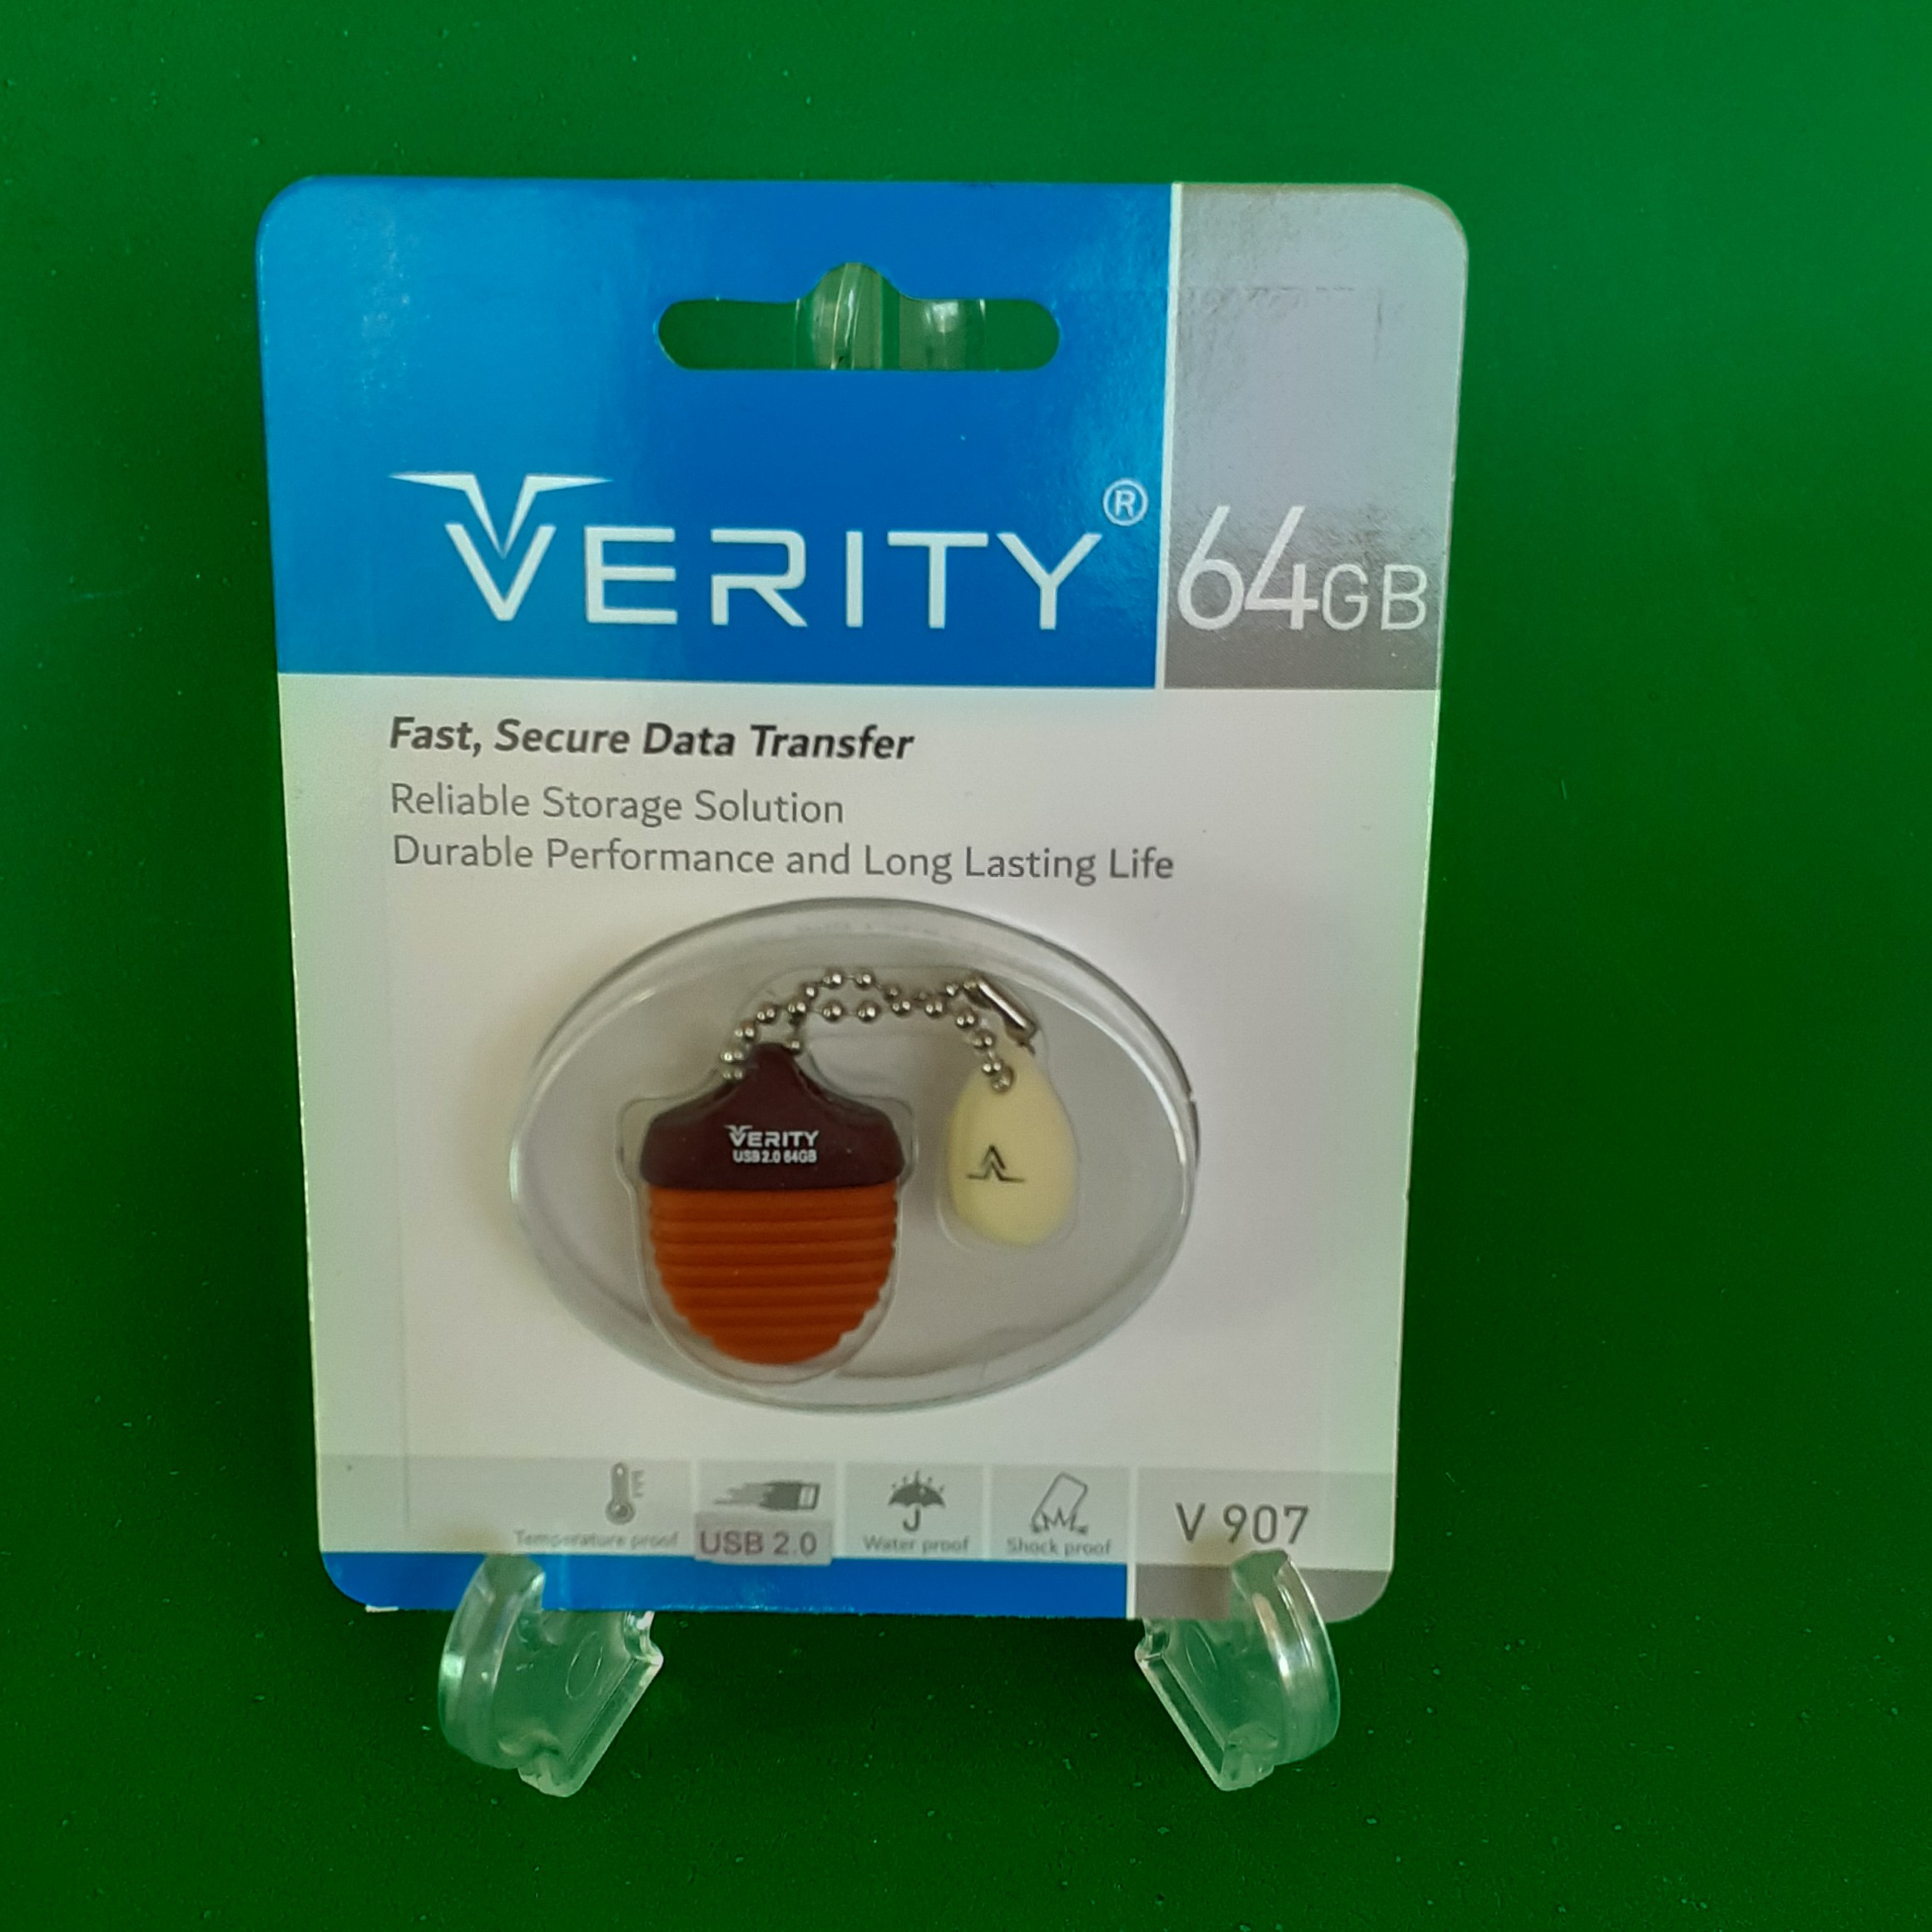 VERITY®
64GB
Fast, Secure Data Transfer
Reliable Storage Solution
Durable Performance and Long Lasting Life
VERITY
USB 2.0 64GB
Temperature proof
USB 2.0
Water proof
Shock proof
V 907